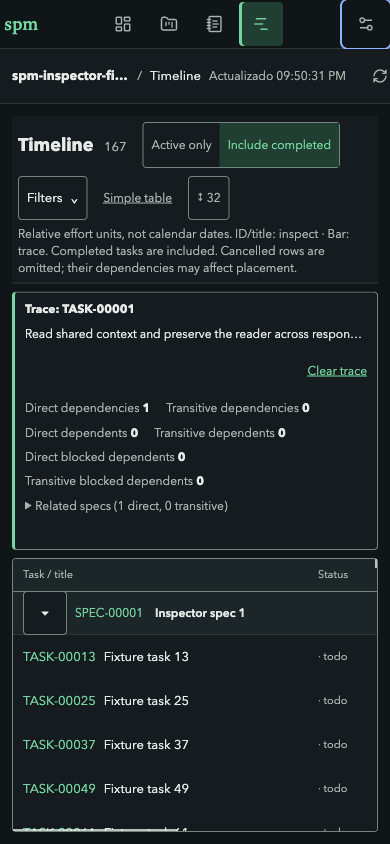 spm
spm-inspector-fi... / Timeline Actualizado 09:50:31 PM
Timeline 167 Active only Include completed
Filters Simple table ↕ 32
Relative effort units, not calendar dates. ID/title: inspect · Bar:
trace. Completed tasks are included. Cancelled rows are
omitted; their dependencies may affect placement.
Trace: TASK-00001
Read shared context and preserve the reader across respon...
Clear trace
Direct dependencies 1 Transitive dependencies 0
Direct dependents 0 Transitive dependents 0
Direct blocked dependents 0
Transitive blocked dependents 0
Related specs (1 direct, 0 transitive)
Task / title Status
SPEC-00001 Inspector spec 1
TASK-00013 Fixture task 13 · todo
TASK-00025 Fixture task 25 · todo
TASK-00037 Fixture task 37 · todo
TASK-00049 Fixture task 49 · todo